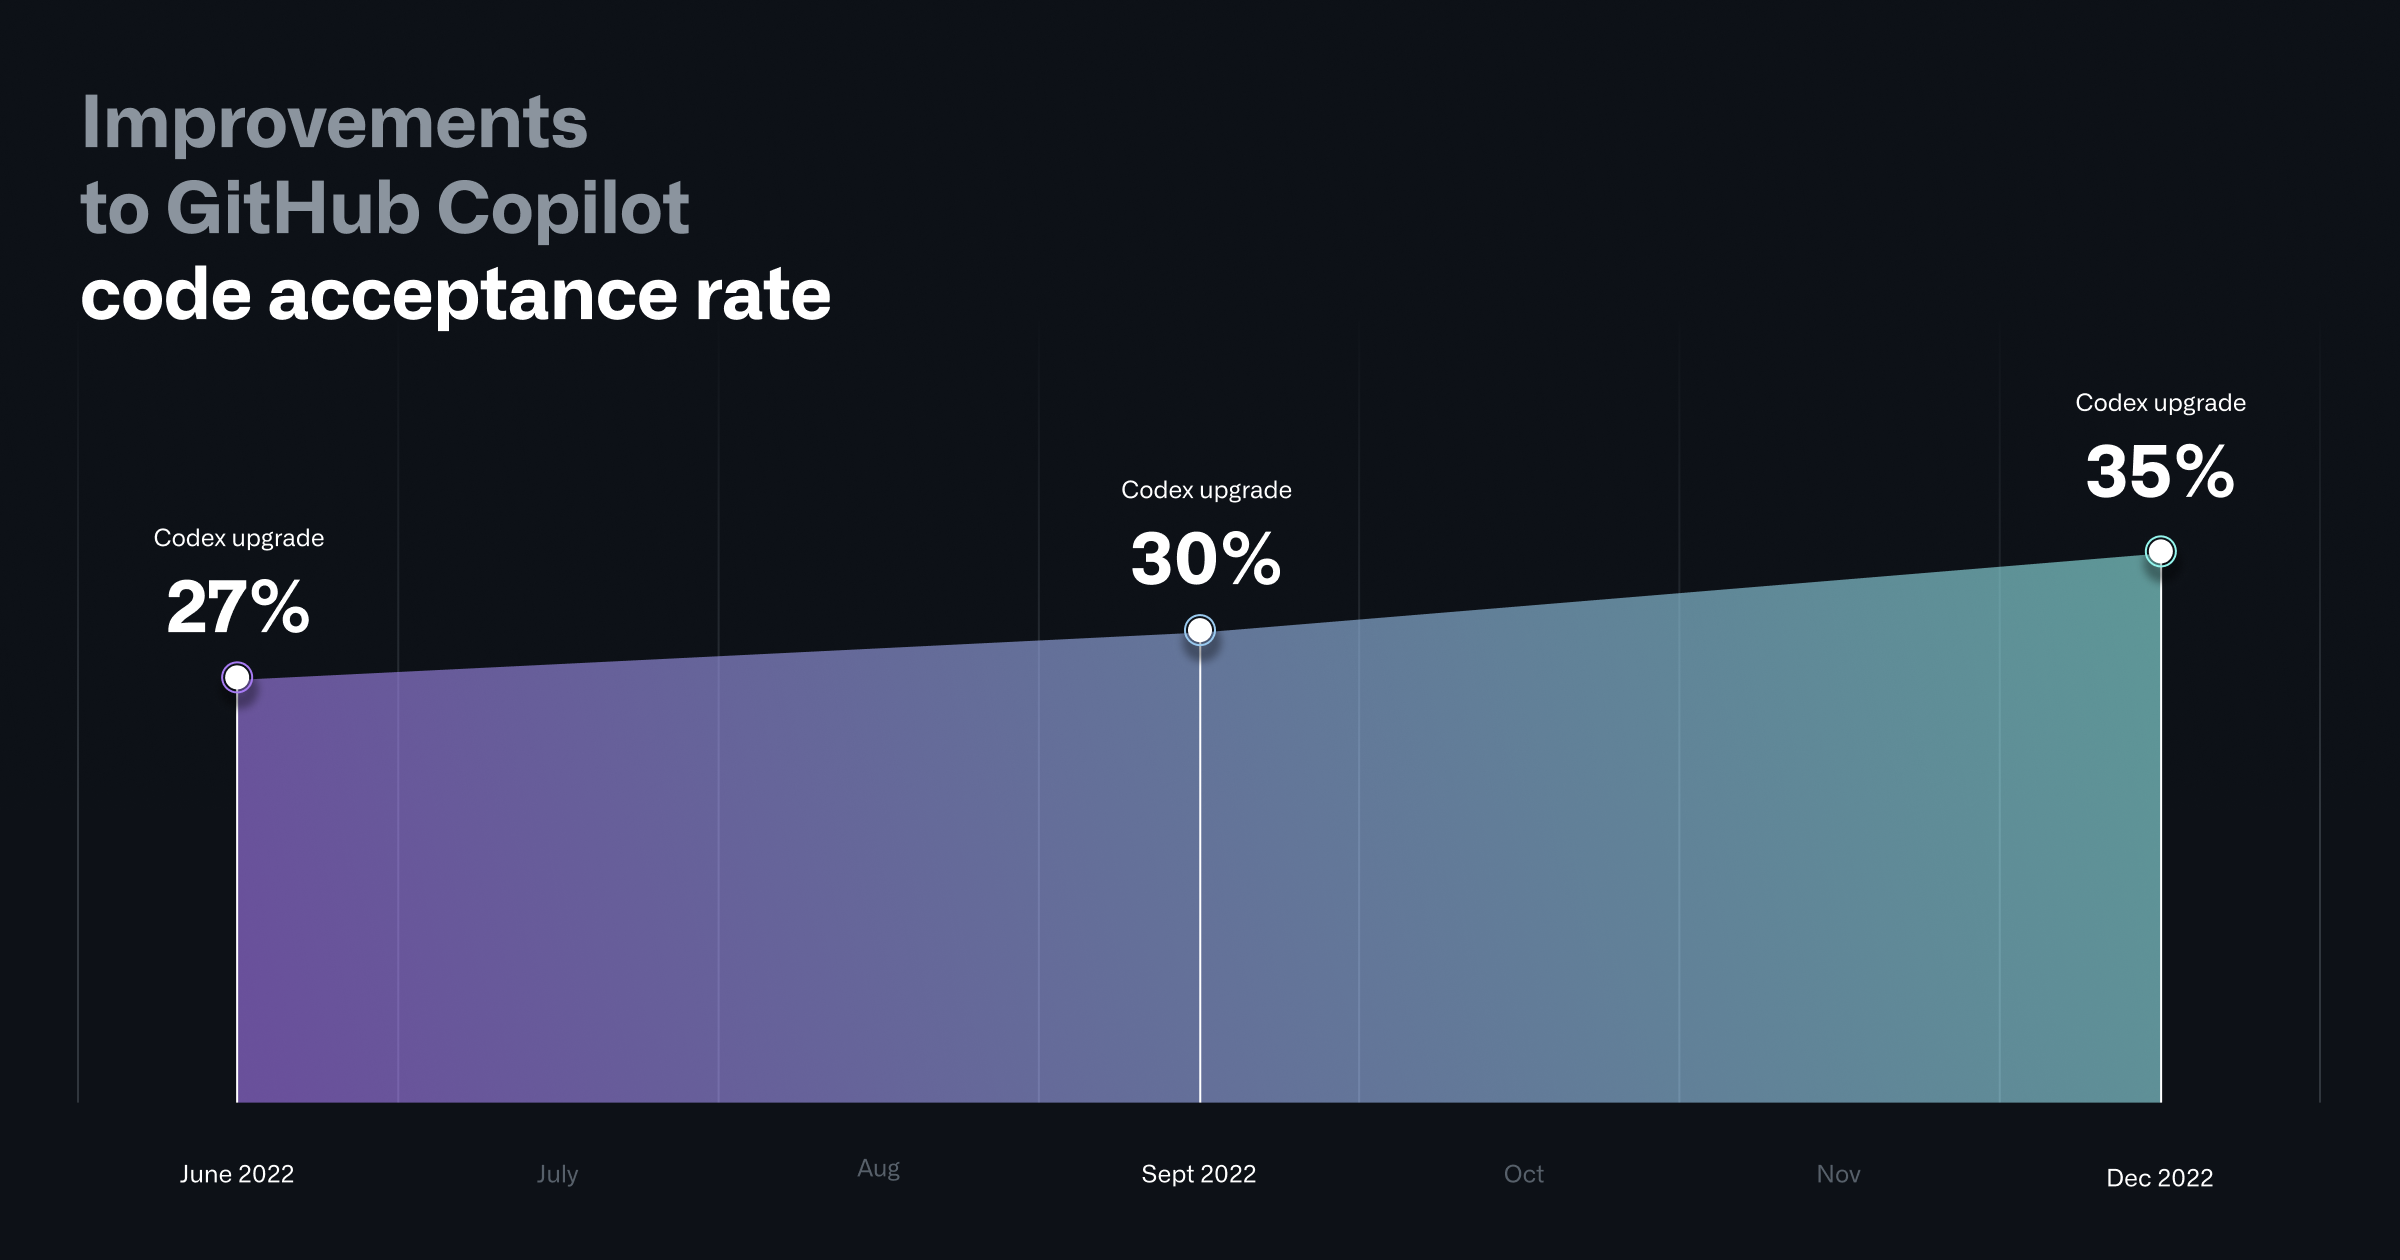 Improvements
to GitHub Copilot
code acceptance rate
Codex upgrade
27%
Codex upgrade
30%
Codex upgrade
35%
June 2022
July
Aug
Sept 2022
Oct
Nov
Dec 2022